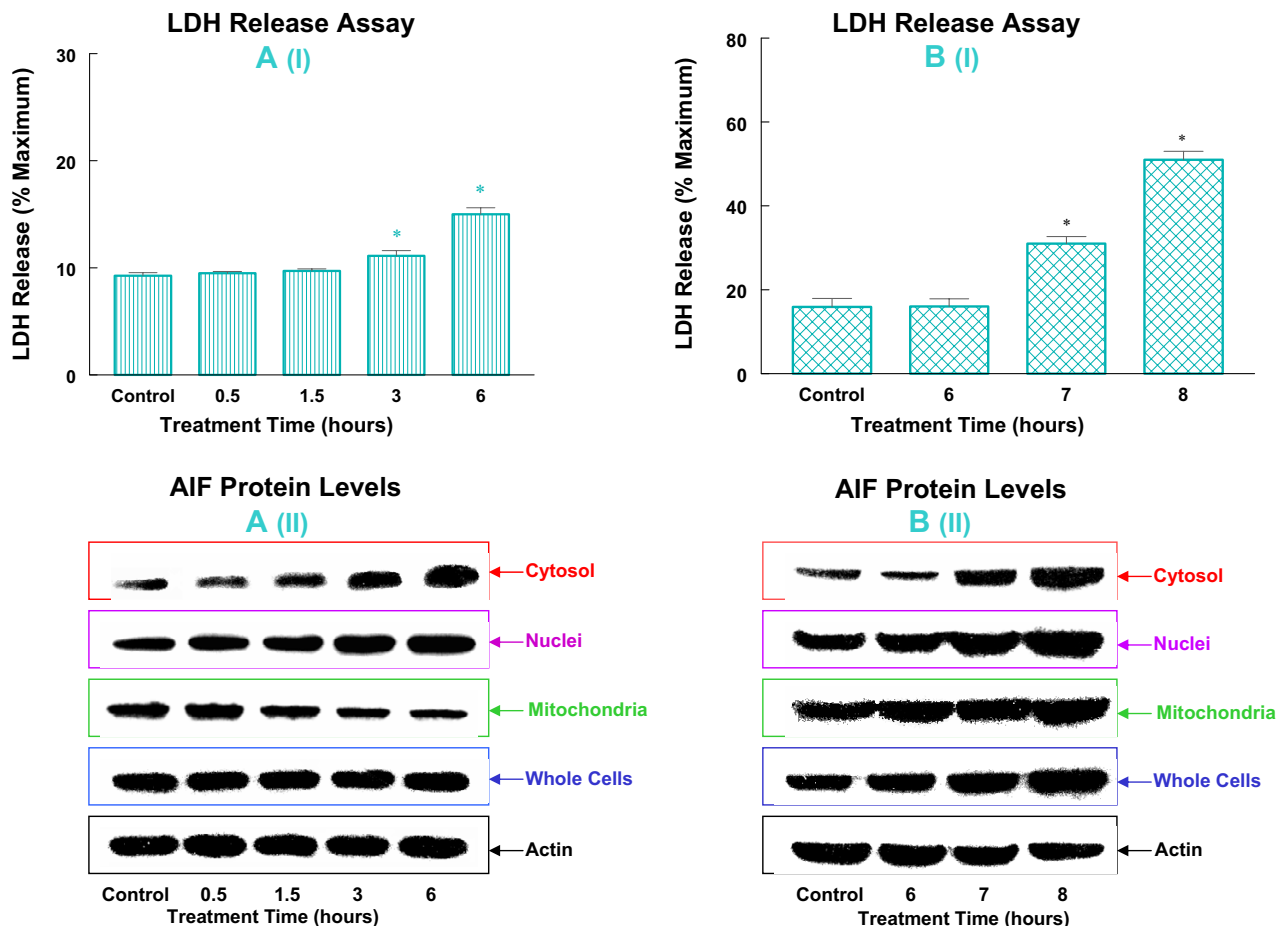 LDH Release Assay
A (I)
30
20
10
0
LDH Release (% Maximum)
*
*
Control 0.5 1.5 3 6
Treatment Time (hours)
LDH Release Assay
B (I)
80
60
40
20
0
LDH Release (% Maximum)
*
*
Control 6 7 8
Treatment Time (hours)
AIF Protein Levels
A (II)
Cytosol
Nuclei
Mitochondria
Whole Cells
Actin
Control 0.5 1.5 3 6
Treatment Time (hours)
AIF Protein Levels
B (II)
Cytosol
Nuclei
Mitochondria
Whole Cells
Actin
Control 6 7 8
Treatment Time (hours)